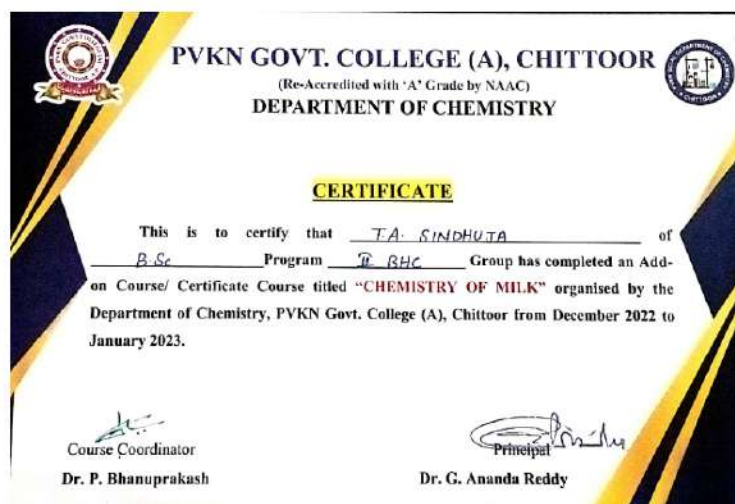 PVKN GOVT. COLLEGE (A), CHITTOOR
(Re-Accredited with 'A' Grade by NAAC)
DEPARTMENT OF CHEMISTRY
CERTIFICATE
This is to certify that T.A. SINDHUJA of
B.Sc Program II BHC Group has completed an Add-
on Course/ Certificate Course titled "CHEMISTRY OF MILK" organised by the
Department of Chemistry, PVKN Govt. College (A), Chittoor from December 2022 to
January 2023.
Course Coordinator
Dr. P. Bhanuprakash
Principal
Dr. G. Ananda Reddy